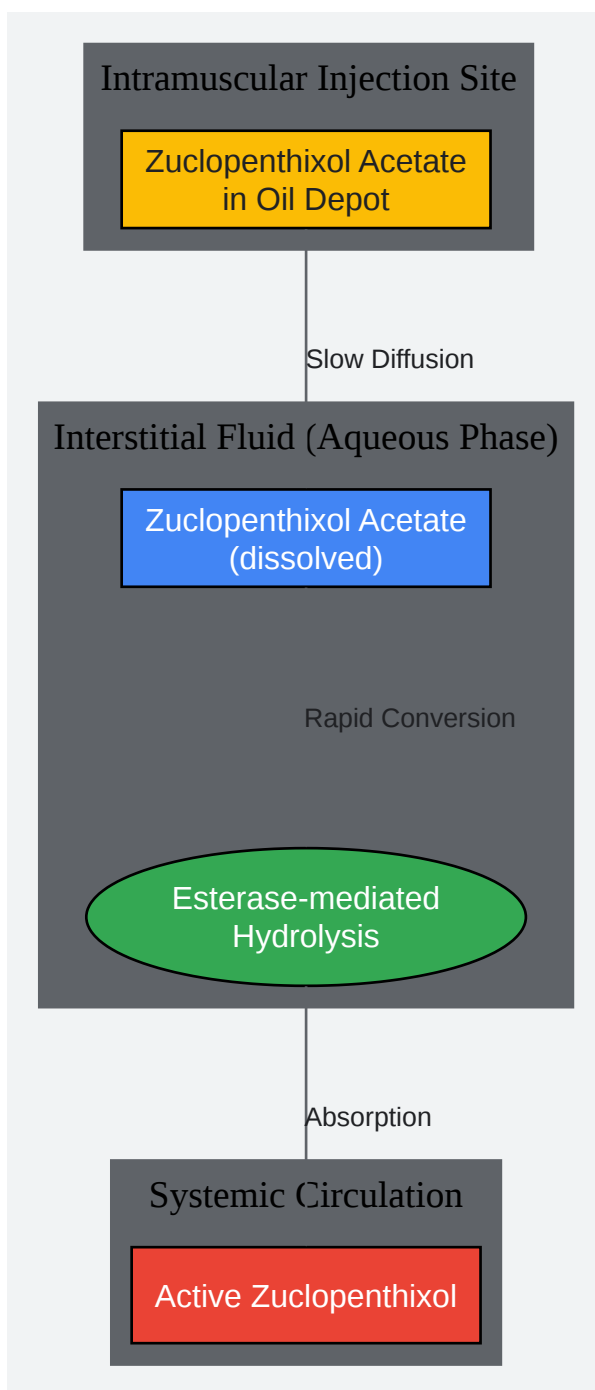 Intramuscular Injection Site
Zuclopenthixol Acetate
in Oil Depot
Slow Diffusion
Interstitial Fluid (Aqueous Phase)
Zuclopenthixol Acetate
(dissolved)
Rapid Conversion
Esterase-mediated
Hydrolysis
Absorption
Systemic Circulation
Active Zuclopenthixol